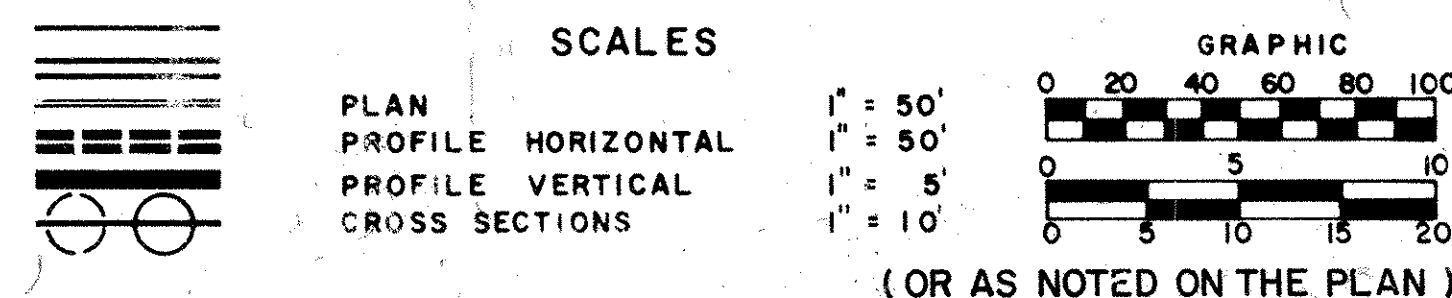 SCALES
GRAPHIC
0 20 40 60 80 100
PLAN 1" = 50'
PROFILE HORIZONTAL 1" = 50'
0 5 10
PROFILE VERTICAL 1" = 5'
CROSS SECTIONS 1" = 10'
0 5 10 15 20
(OR AS NOTED ON THE PLAN)